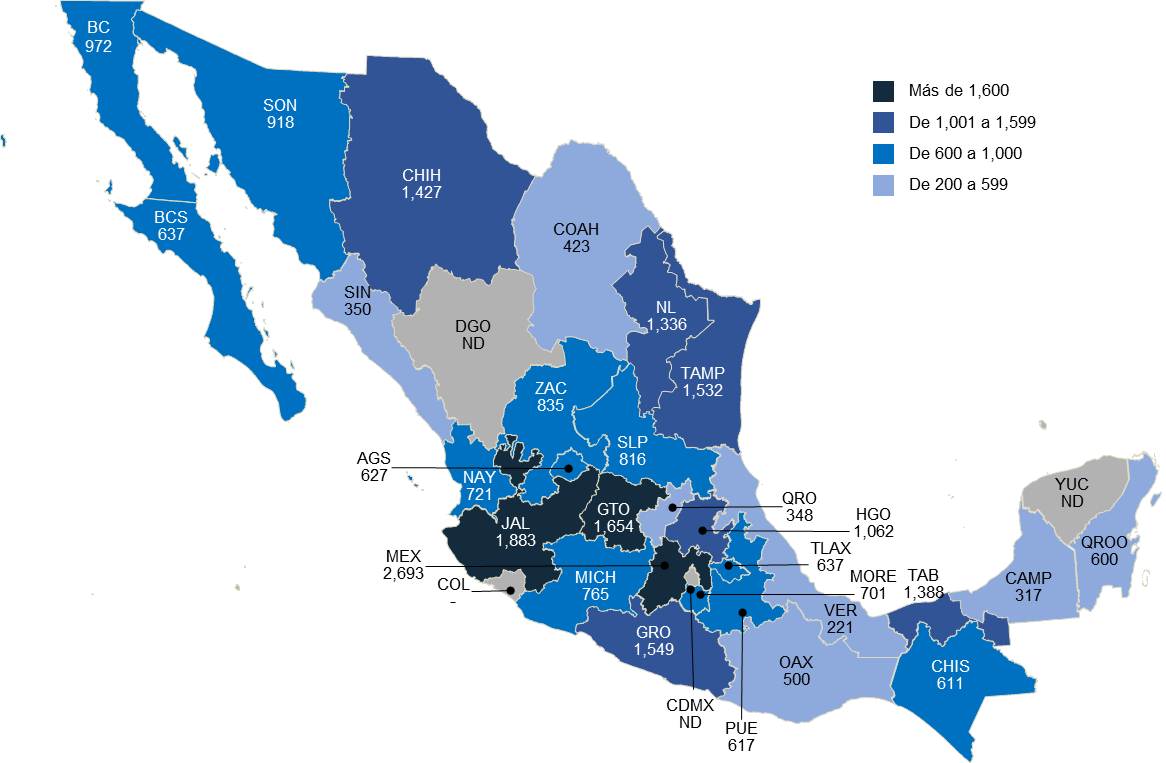 BC
972
SON
918
Más de 1,600
De 1,001 a 1,599
De 600 a 1,000
De 200 a 599
CHIH
1,427
BCS
637
COAH
423
SIN
350
NL
1,336
DGO
ND
TAMP
1,532
ZAC
835
SLP
816
AGS
627
NAY
721
YUC
ND
QRO
348
GTO
1,654
HGO
1,062
JAL
1,883
QROO
600
MEX
2,693
TLAX
637
COL
-
MICH
765
MORE
701
TAB
1,388
CAMP
317
VER
221
GRO
1,549
OAX
500
CHIS
611
CDMX
ND
PUE
617